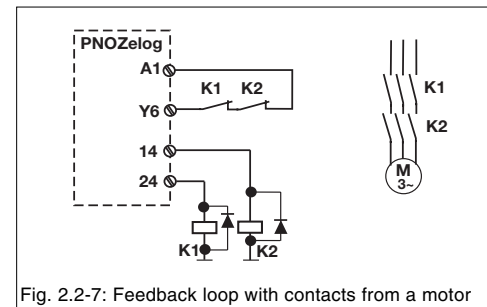 PNOZelog
A1
K1 K2
Y6
14
24
K1
K2
K1
K2
M
3~
Fig. 2.2-7: Feedback loop with contacts from a motor